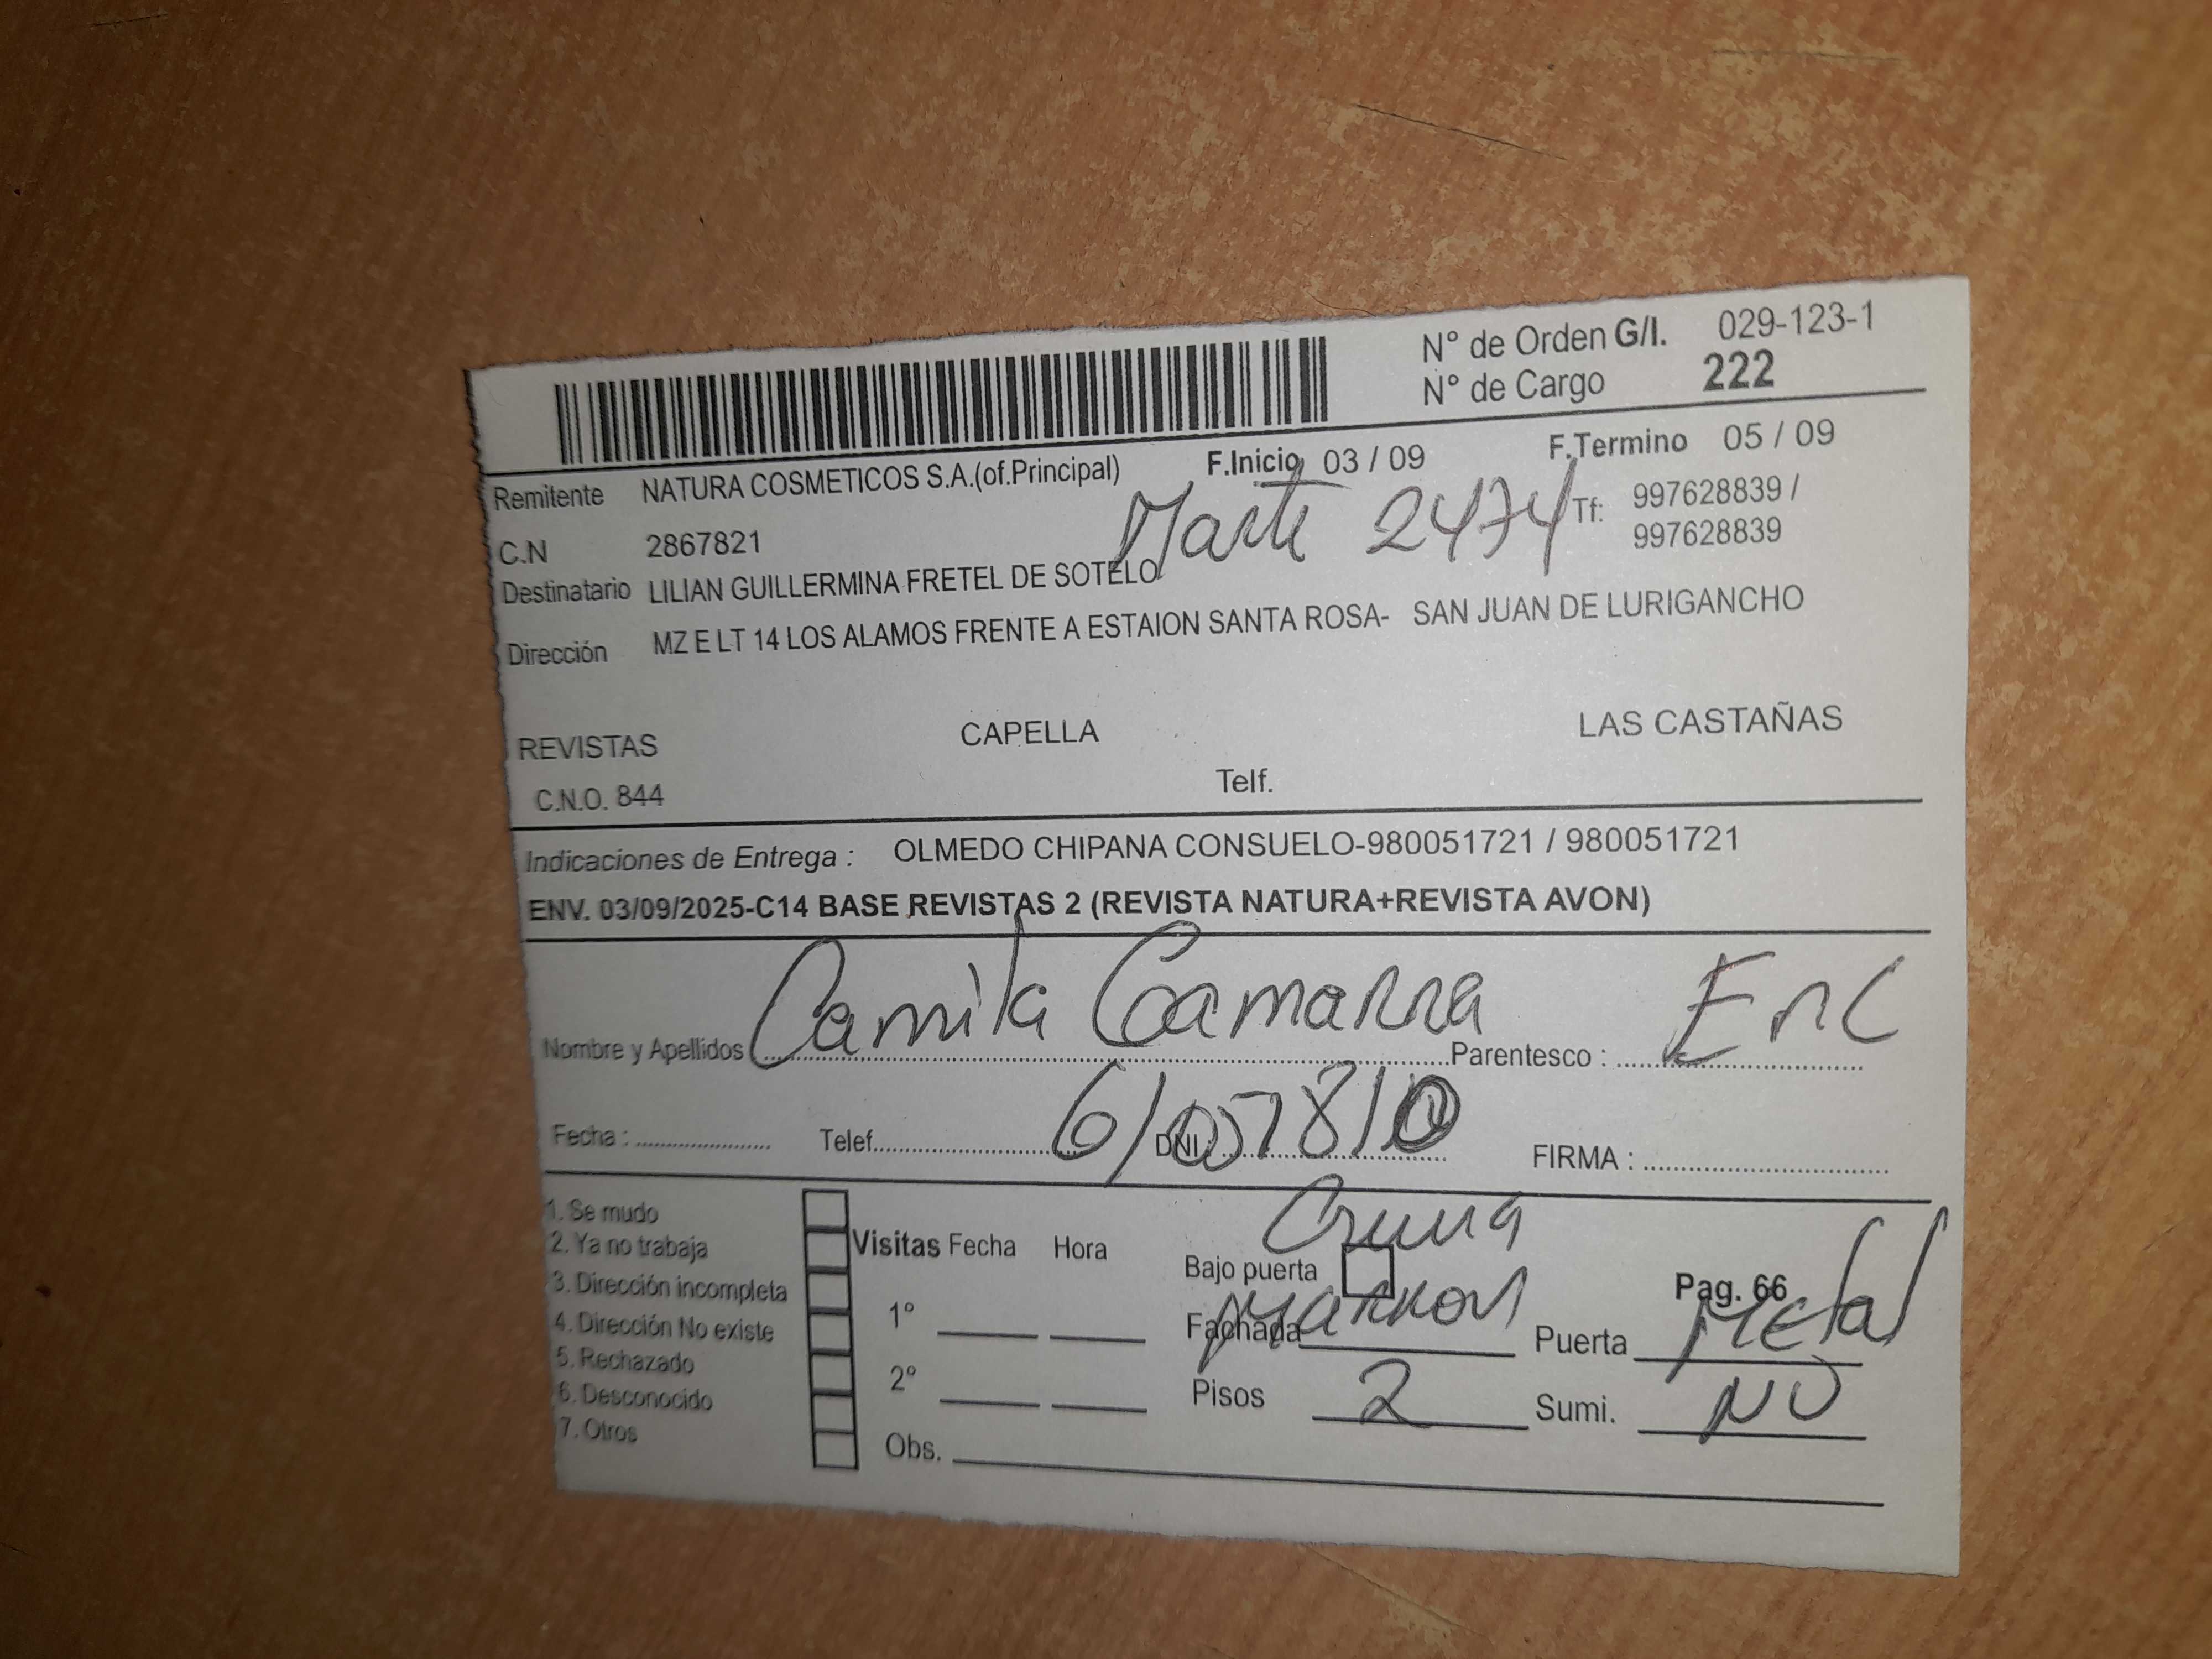 N° de Orden G/I. 029-123-1
N° de Cargo 222
F.Inicio 03 / 09 F.Termino 05 / 09
Remitente NATURA COSMETICOS S.A.(of.Principal)
Tf: 997628839 /
997628839
C.N 2867821
2474
Destinatario LILIAN GUILLERMINA FRETEL DE SOTELO
Dirección MZ E LT 14 LOS ALAMOS FRENTE A ESTAION SANTA ROSA- SAN JUAN DE LURIGANCHO
REVISTAS CAPELLA LAS CASTAÑAS
C.N.O. 844 Telf.
Indicaciones de Entrega : OLMEDO CHIPANA CONSUELO-980051721 / 980051721
ENV. 03/09/2025-C14 BASE REVISTAS 2 (REVISTA NATURA+REVISTA AVON)
Nombre y Apellidos Camila Gamarra Parentesco : Enc
Fecha : Telef. DNI : FIRMA :
1. Se mudo
2. Ya no trabaja
3. Dirección incompleta
4. Dirección No existe
5. Rechazado
6. Desconocido
7. Otros
Visitas Fecha Hora
1°
2°
Obs.
Bajo puerta Pag. 66
Fachada Puerta Metal
Pisos 2 Sumi. NO